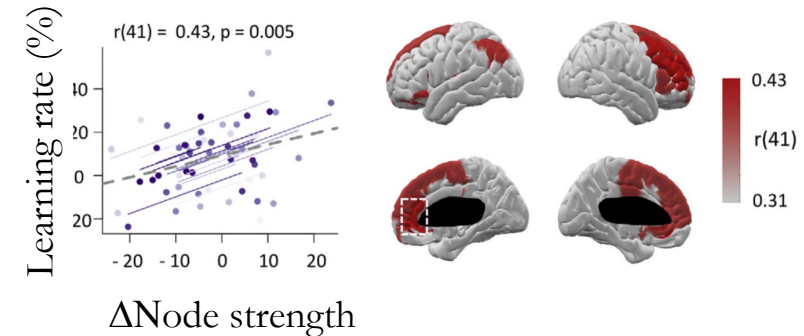 r(41) = 0.43, p = 0.005
Learning rate (%)
40
20
0
20
- 20 - 10 0 10 20
ΔNode strength
0.43
r(41)
0.31